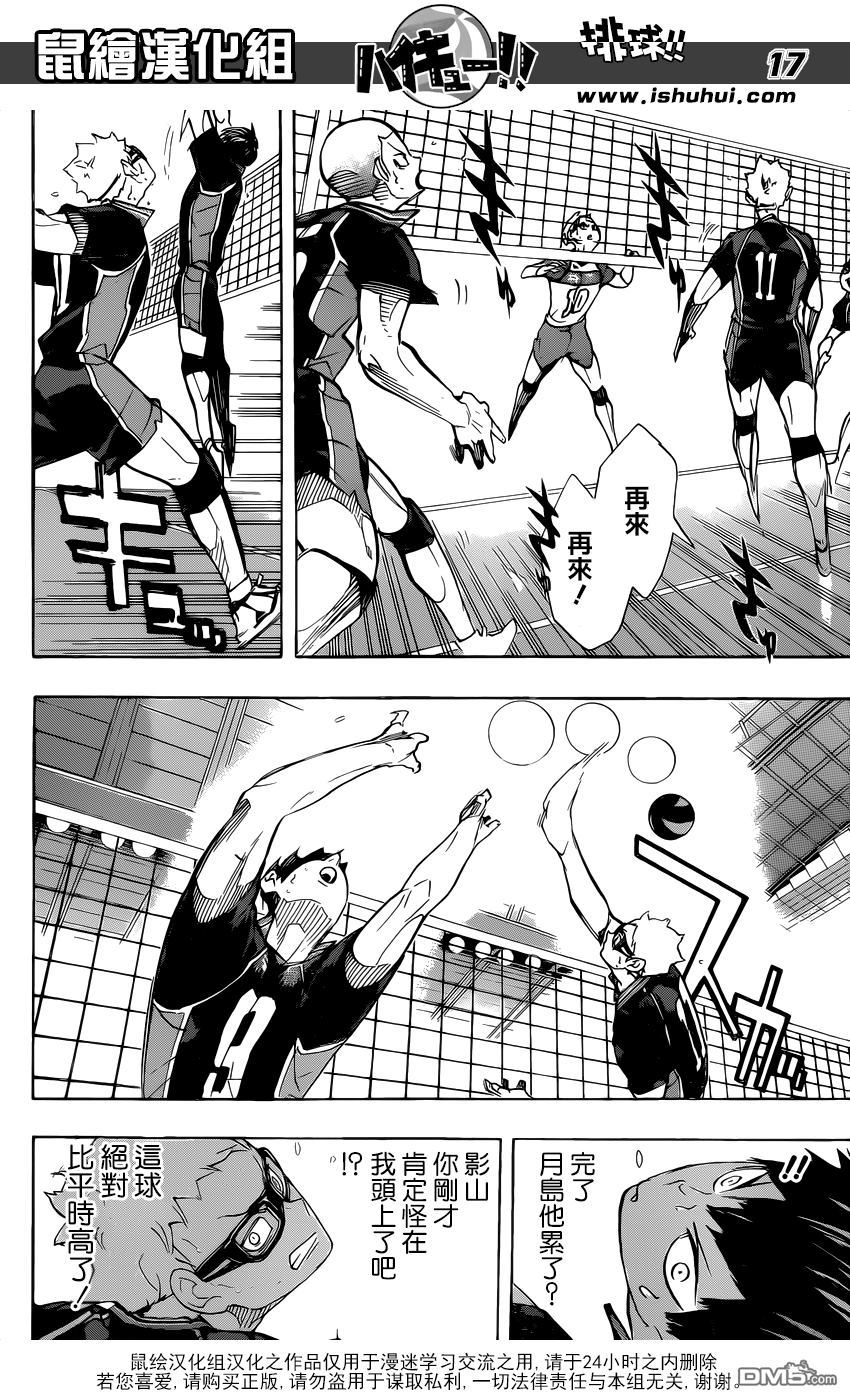 鼠繪漢化組
ハイキュー!!
排球!!
17
www.ishuhui.com
11
10
再來
再來!
キュッ
9
スカッ
!!
完了
月島他累了?
影山
你剛才
肯定怪在
我頭上了吧
!?
這球
絕對
比平時高了!
鼠绘汉化组汉化之作品仅用于漫迷学习交流之用,请于24小时之内删除
若您喜爱,请购买正版,请勿盗用于谋取私利,一切法律责任与本组无关,谢谢。
DM5.com